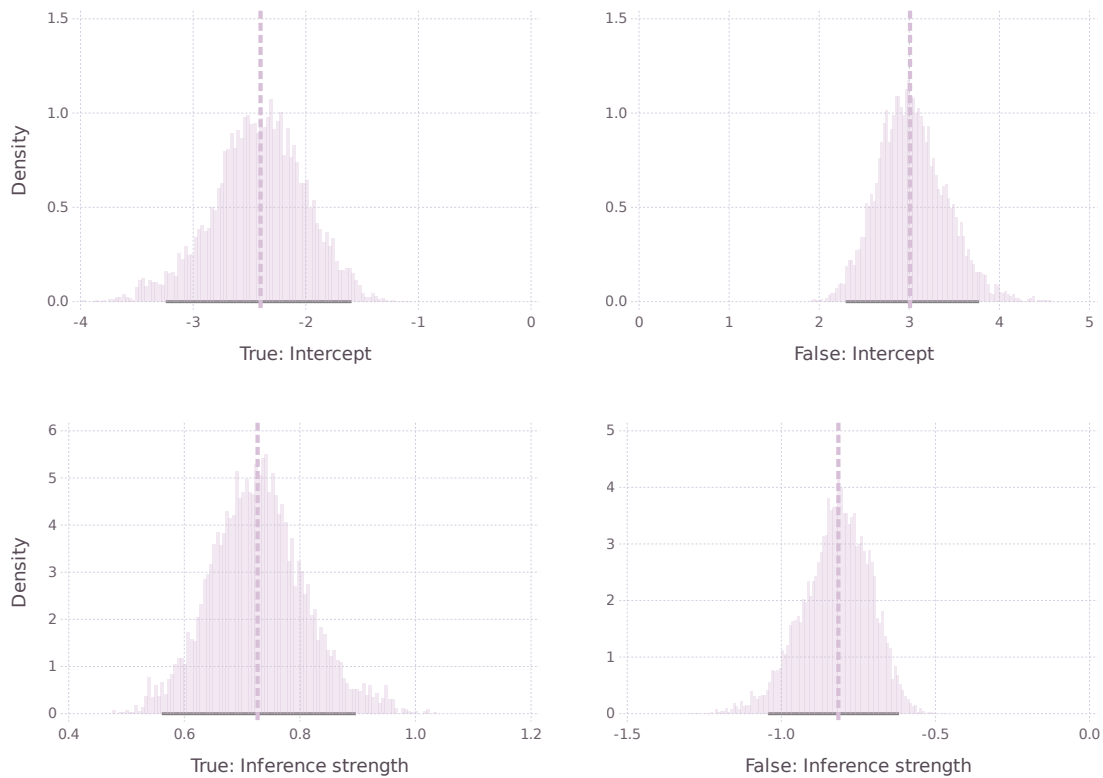 1.5
1.0
0.5
0.0
Density
-4 -3 -2 -1 0
True: Intercept
1.5
1.0
0.5
0.0
0 1 2 3 4 5
False: Intercept
6
5
4
3
2
1
0
Density
0.4 0.6 0.8 1.0 1.2
True: Inference strength
5
4
3
2
1
0
-1.5 -1.0 -0.5 0.0
False: Inference strength